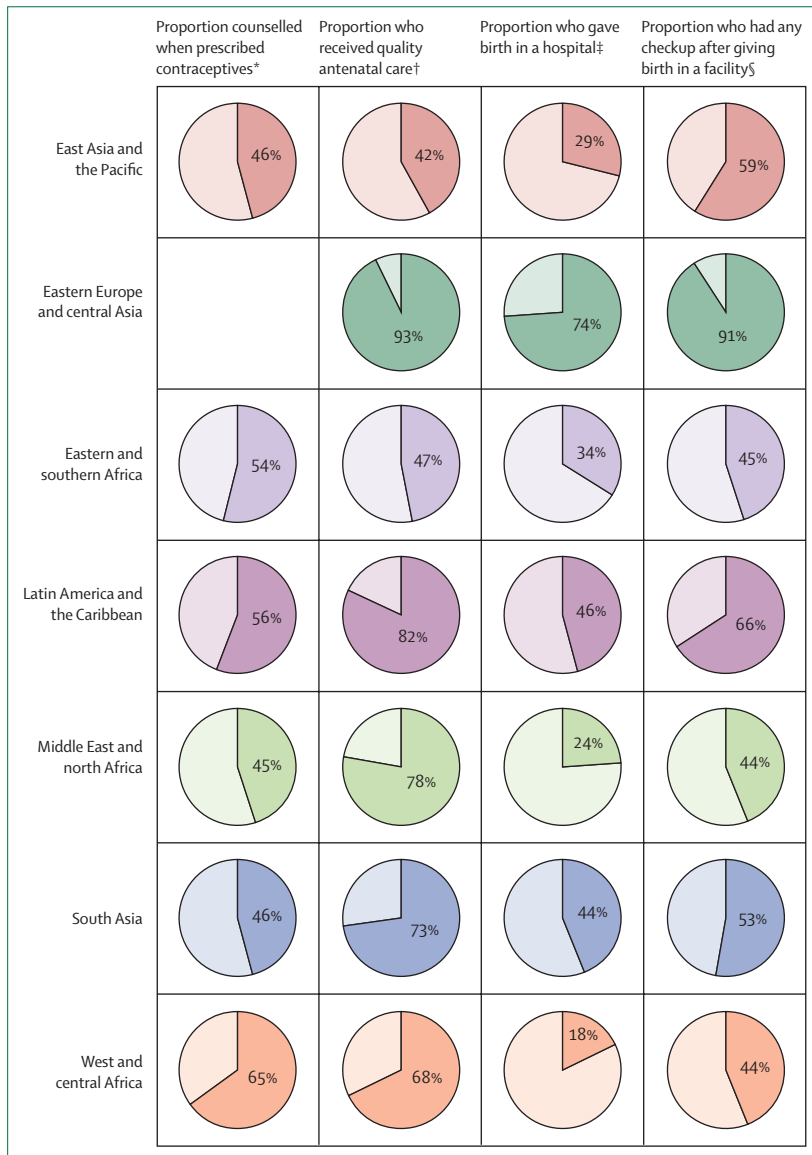 Proportion counselled
when prescribed
contraceptives*
Proportion who
received quality
antenatal care†
Proportion who gave
birth in a hospital‡
Proportion who had any
checkup after giving
birth in a facility§
East Asia and
the Pacific
46%
42%
29%
59%
Eastern Europe
and central Asia
93%
74%
91%
Eastern and
southern Africa
54%
47%
34%
45%
Latin America and
the Caribbean
56%
82%
46%
66%
Middle East and
north Africa
45%
78%
24%
44%
South Asia
46%
73%
44%
53%
West and
central Africa
65%
68%
18%
44%